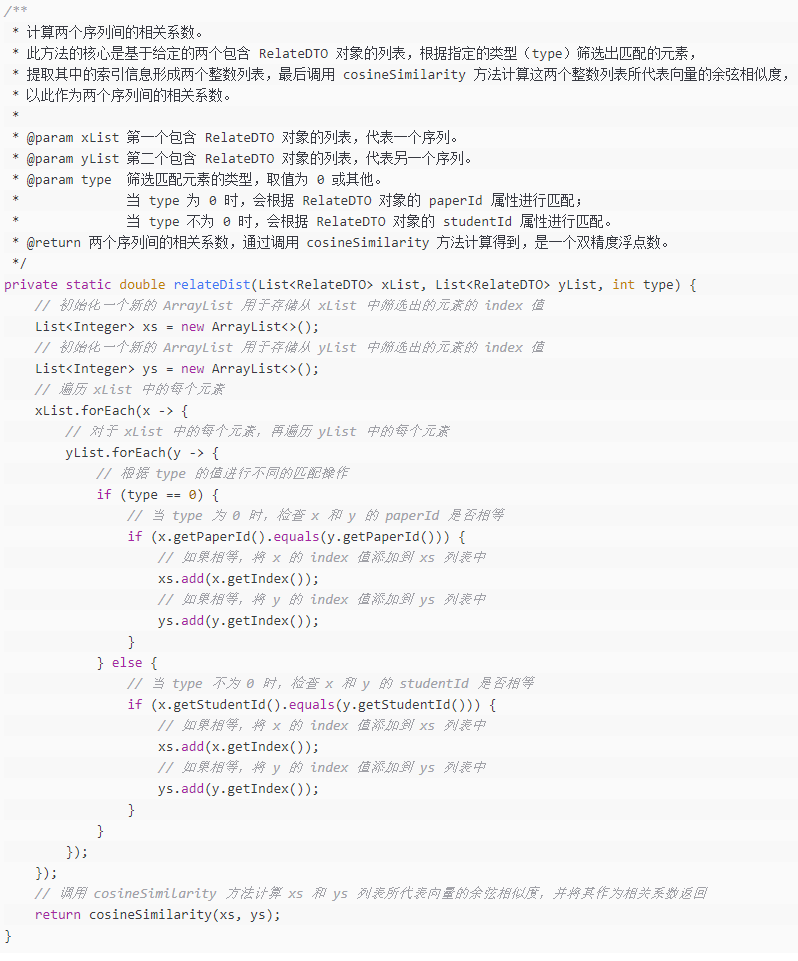 /**
 * 计算两个序列间的相关系数。
 * 此方法的核心是基于给定的两个包含 RelateDTO 对象的列表，根据指定的类型（type）筛选出匹配的元素，
 * 提取其中的索引信息形成两个整数列表，最后调用 cosineSimilarity 方法计算这两个整数列表所代表向量的余弦相似度，
 * 以此作为两个序列间的相关系数。
 *
 * @param xList 第一个包含 RelateDTO 对象的列表，代表一个序列。
 * @param yList 第二个包含 RelateDTO 对象的列表，代表另一个序列。
 * @param type  筛选匹配元素的类型，取值为 0 或其他。
 *              当 type 为 0 时，会根据 RelateDTO 对象的 paperId 属性进行匹配；
 *              当 type 不为 0 时，会根据 RelateDTO 对象的 studentId 属性进行匹配。
 * @return 两个序列间的相关系数，通过调用 cosineSimilarity 方法计算得到，是一个双精度浮点数。
 */
private static double relateDist(List<RelateDTO> xList, List<RelateDTO> yList, int type) {
    // 初始化一个新的 ArrayList 用于存储从 xList 中筛选出的元素的 index 值
    List<Integer> xs = new ArrayList<>();
    // 初始化一个新的 ArrayList 用于存储从 yList 中筛选出的元素的 index 值
    List<Integer> ys = new ArrayList<>();
    // 遍历 xList 中的每个元素
    xList.forEach(x -> {
        // 对于 xList 中的每个元素，再遍历 yList 中的每个元素
        yList.forEach(y -> {
            // 根据 type 的值进行不同的匹配操作
            if (type == 0) {
                // 当 type 为 0 时，检查 x 和 y 的 paperId 是否相等
                if (x.getPaperId().equals(y.getPaperId())) {
                    // 如果相等，将 x 的 index 值添加到 xs 列表中
                    xs.add(x.getIndex());
                    // 如果相等，将 y 的 index 值添加到 ys 列表中
                    ys.add(y.getIndex());
                }
            } else {
                // 当 type 不为 0 时，检查 x 和 y 的 studentId 是否相等
                if (x.getStudentId().equals(y.getStudentId())) {
                    // 如果相等，将 x 的 index 值添加到 xs 列表中
                    xs.add(x.getIndex());
                    // 如果相等，将 y 的 index 值添加到 ys 列表中
                    ys.add(y.getIndex());
                }
            }
        });
    });
    // 调用 cosineSimilarity 方法计算 xs 和 ys 列表所代表向量的余弦相似度，并将其作为相关系数返回
    return cosineSimilarity(xs, ys);
}